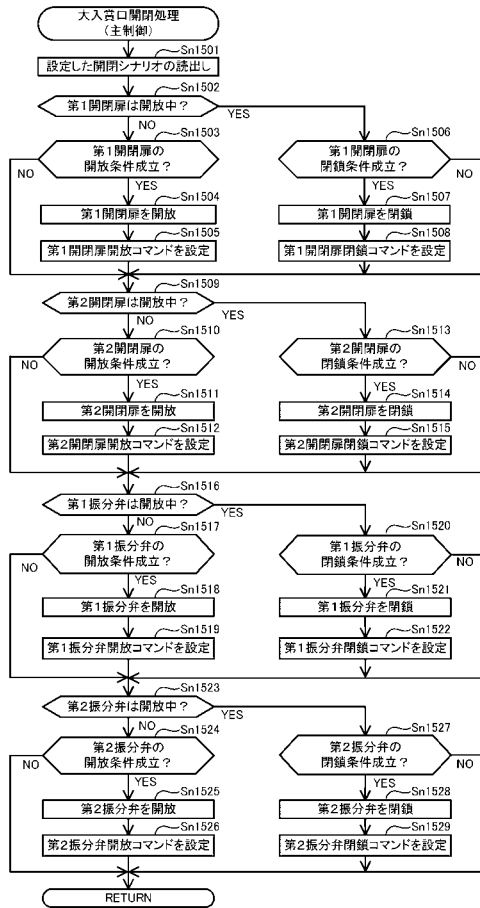 大入賞口開閉処理
(主制御)
Sn1501
設定した開閉シナリオの読出し
Sn1502
第1開閉扉は開放中？
YES
NO
Sn1503
第1開閉扉の
開放条件成立？
NO
YES
Sn1504
第1開閉扉を開放
Sn1505
第1開閉扉開放コマンドを設定
Sn1506
第1開閉扉の
閉鎖条件成立？
NO
YES
Sn1507
第1開閉扉を閉鎖
Sn1508
第1開閉扉閉鎖コマンドを設定
Sn1509
第2開閉扉は開放中？
YES
NO
Sn1510
第2開閉扉の
開放条件成立？
NO
YES
Sn1511
第2開閉扉を開放
Sn1512
第2開閉扉開放コマンドを設定
Sn1513
第2開閉扉の
閉鎖条件成立？
NO
YES
Sn1514
第2開閉扉を閉鎖
Sn1515
第2開閉扉閉鎖コマンドを設定
Sn1516
第1振分弁は開放中？
YES
NO
Sn1517
第1振分弁の
開放条件成立？
NO
YES
Sn1518
第1振分弁を開放
Sn1519
第1振分弁開放コマンドを設定
Sn1520
第1振分弁の
閉鎖条件成立？
NO
YES
Sn1521
第1振分弁を閉鎖
Sn1522
第1振分弁閉鎖コマンドを設定
Sn1523
第2振分弁は開放中？
YES
NO
Sn1524
第2振分弁の
開放条件成立？
NO
YES
Sn1525
第2振分弁を開放
Sn1526
第2振分弁開放コマンドを設定
Sn1527
第2振分弁の
閉鎖条件成立？
NO
YES
Sn1528
第2振分弁を閉鎖
Sn1529
第2振分弁閉鎖コマンドを設定
RETURN